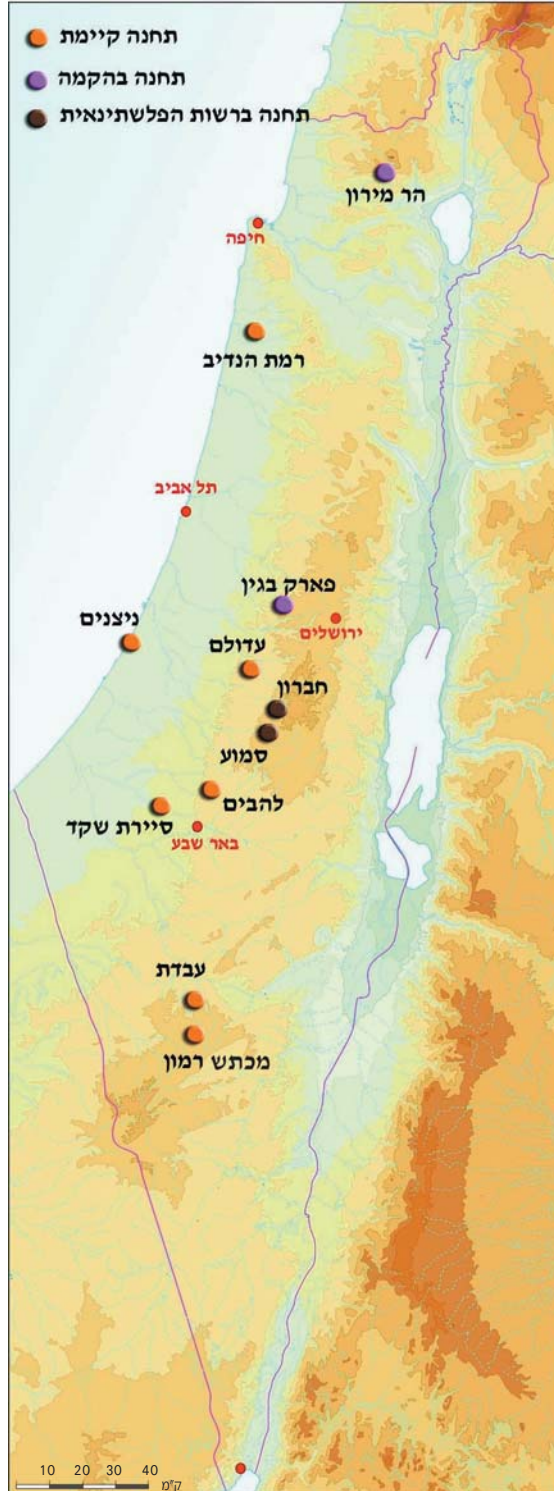 תחנה קיימת
תחנה בהקמה
תחנה ברשות הפלשתינאית
הר מירון
חיפה
רמת הנדיב
תל אביב
פארק בגין
ניצנים
ירושלים
עדולם
חברון
סמוע
להבים
סיירת שקד
באר שבע
עבדת
מכתש רמון
10 20 30 40
ק"מ